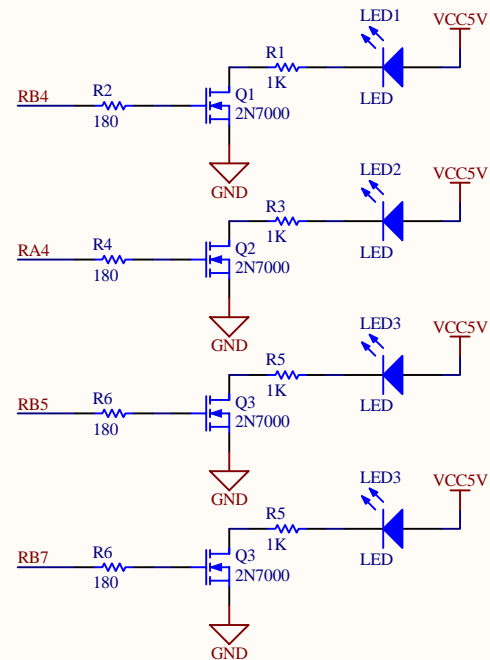 LED1
VCC5V
R1
1K
LED
RB4
R2
180
Q1
2N7000
GND
LED2
VCC5V
R3
1K
LED
RA4
R4
180
Q2
2N7000
GND
LED3
VCC5V
R5
1K
LED
RB5
R6
180
Q3
2N7000
GND
LED3
VCC5V
R5
1K
LED
RB7
R6
180
Q3
2N7000
GND